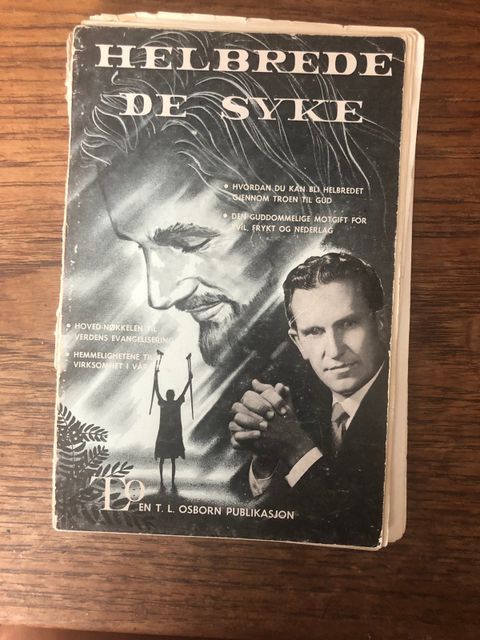 HELBREDE
DE SYKE
• HVORDAN DU KAN BLI HELBREDET
GJENNOM TROEN TIL GUD
• DEN GUDDOMMELIGE MOTGIFT FOR
TVIL, FRYKT OG NEDERLAG
• HOVED-NØKKELEN TIL
VERDENS EVANGELISERING
• HEMMELIGHETENE TIL
VIRKSOMHET I VÅR
EN T. L. OSBORN PUBLIKASJON